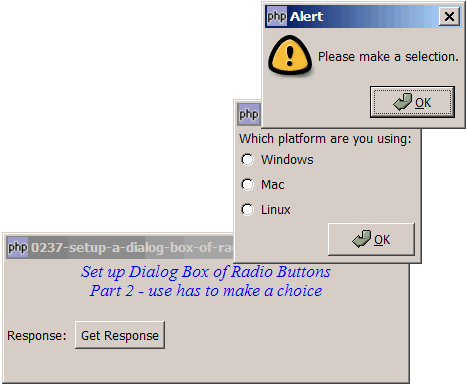 php Alert
Please make a selection.
OK
php
Which platform are you using:
Windows
Mac
Linux
OK
php 0237-setup-a-dialog-box-of-ra
Set up Dialog Box of Radio Buttons
Part 2 - use has to make a choice
Response: Get Response